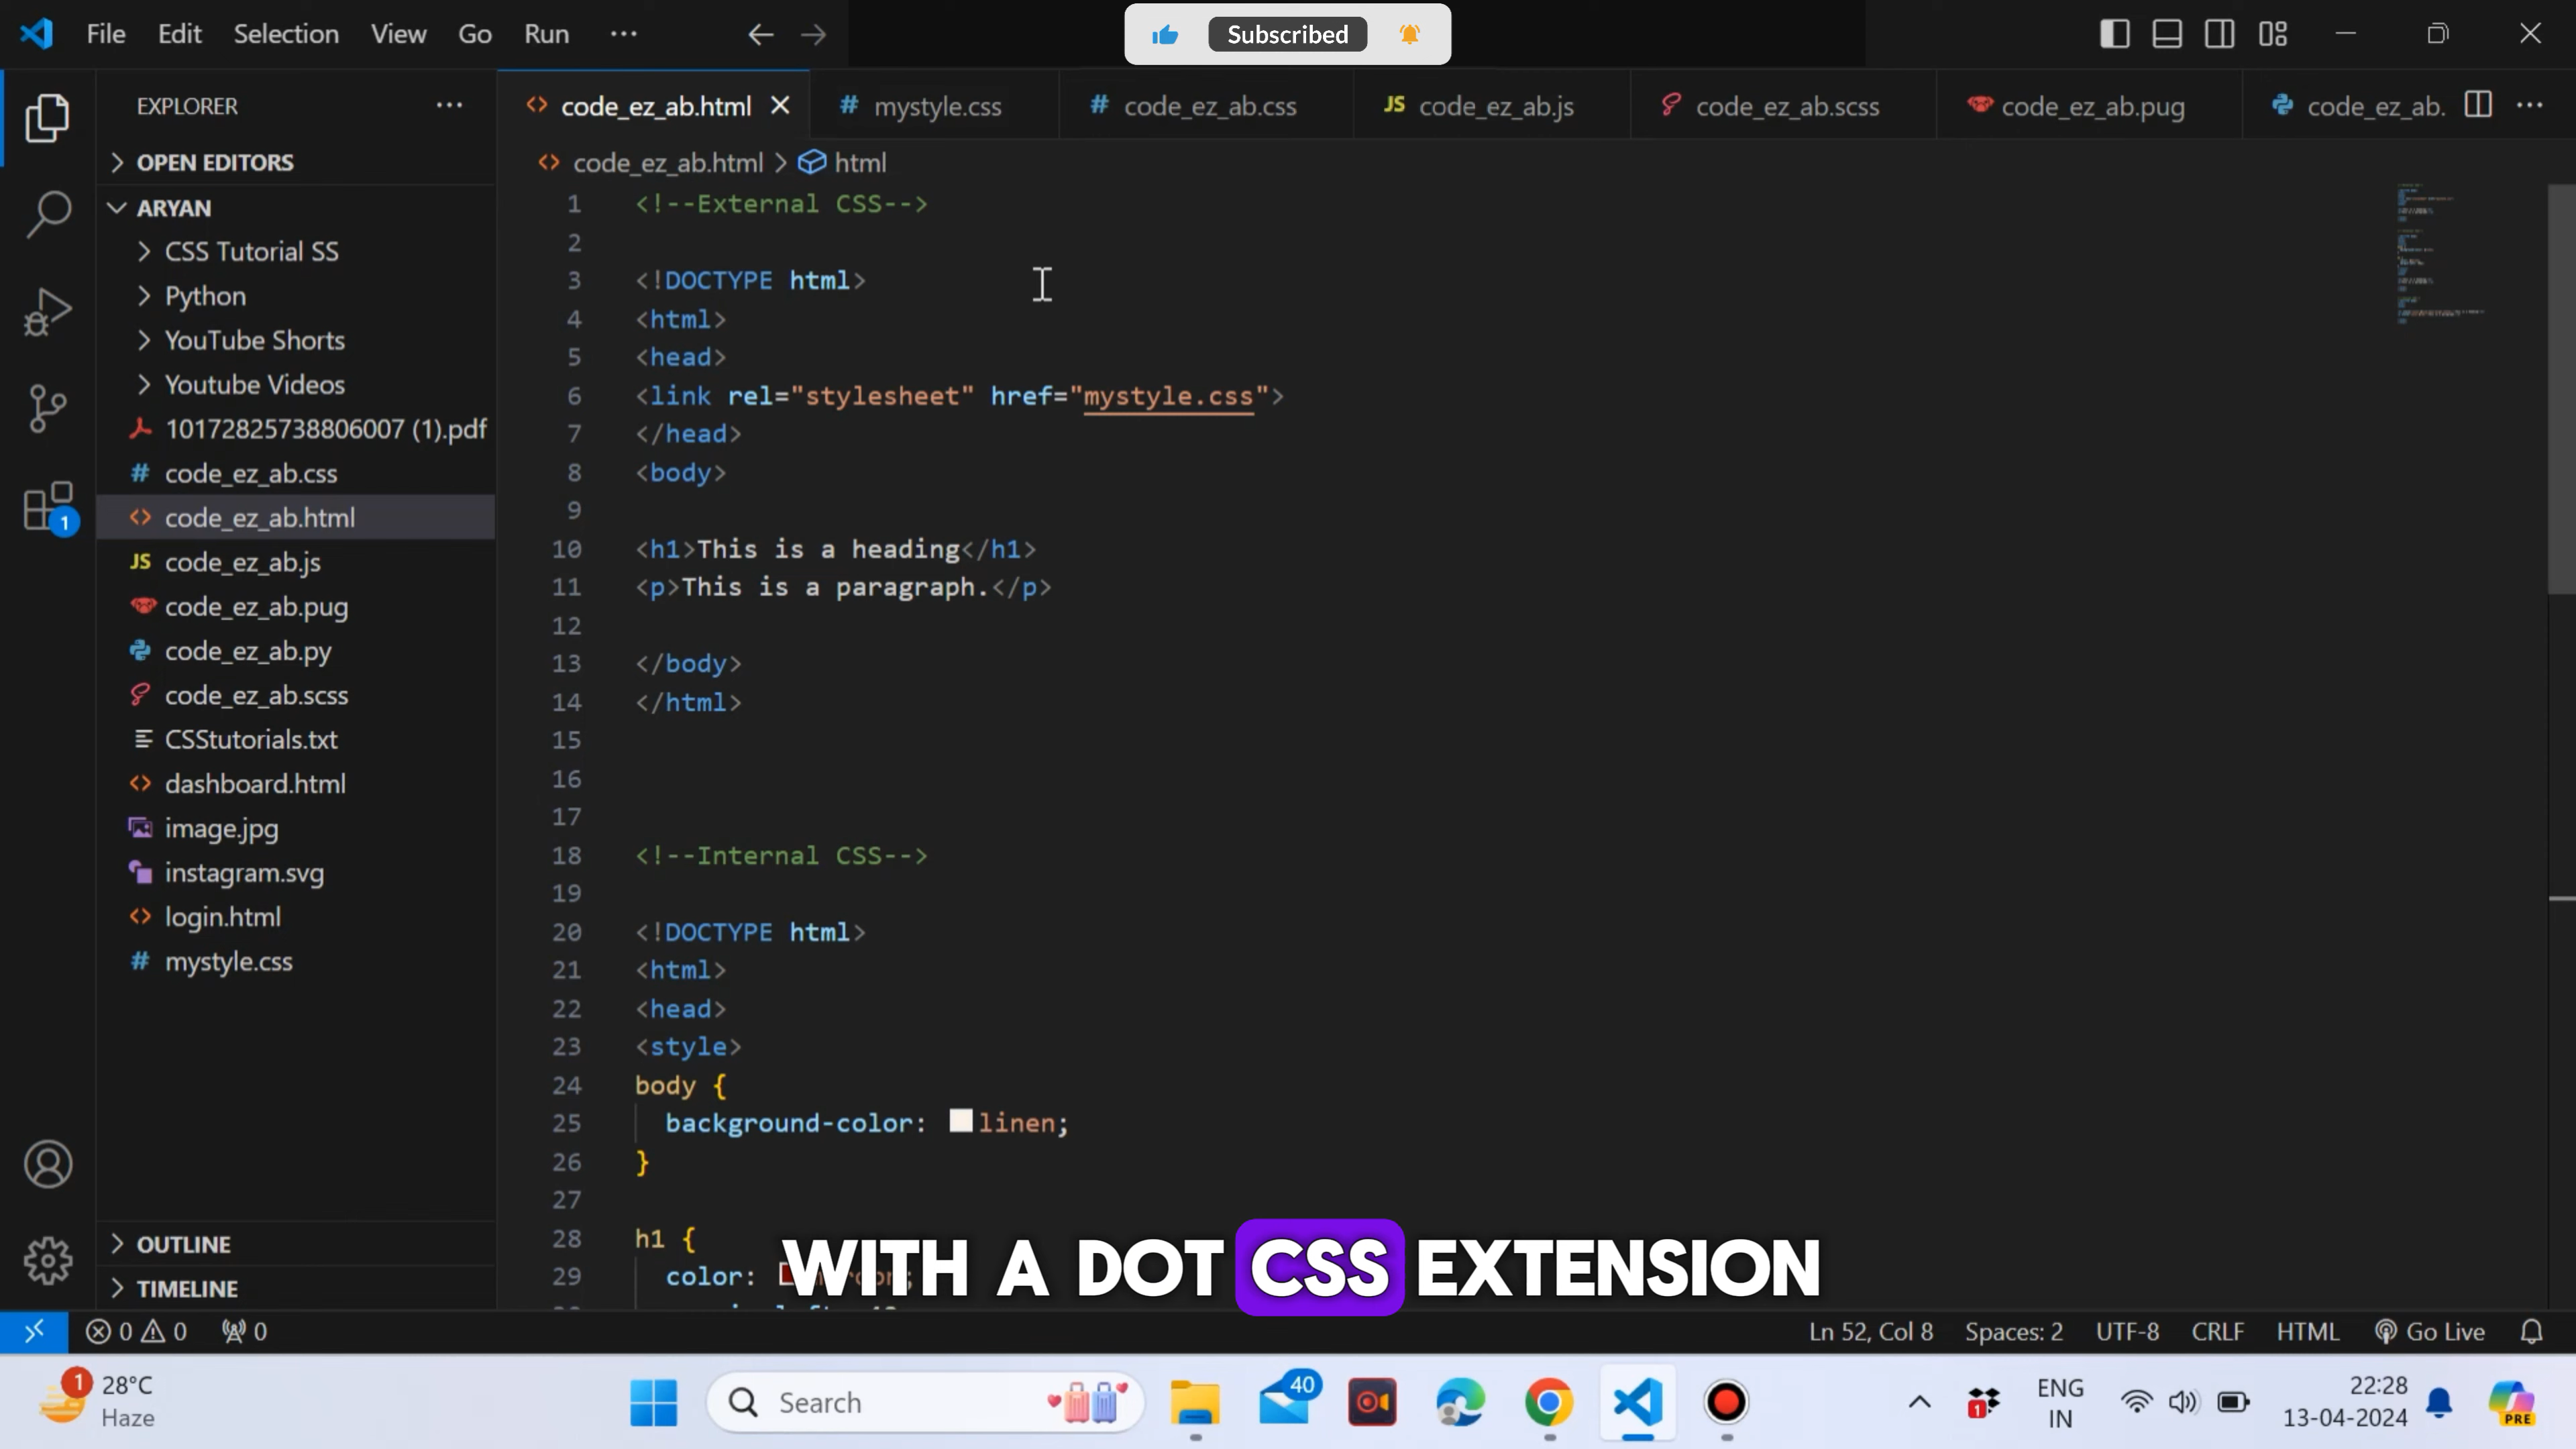 File Edit Selection View Go Run ...
Subscribed
EXPLORER ...
OPEN EDITORS
ARYAN
CSS Tutorial SS
Python
YouTube Shorts
Youtube Videos
10172825738806007 (1).pdf
code_ez_ab.css
code_ez_ab.html
JS code_ez_ab.js
code_ez_ab.pug
code_ez_ab.py
code_ez_ab.scss
CSStutorials.txt
dashboard.html
image.jpg
instagram.svg
login.html
# mystyle.css
OUTLINE
TIMELINE
1
code_ez_ab.html # mystyle.css # code_ez_ab.css JS code_ez_ab.js code_ez_ab.scss code_ez_ab.pug code_ez_ab. ...
code_ez_ab.html > html
1 <!--External CSS-->
2
3 <!DOCTYPE html>
4 <html>
5 <head>
6 <link rel="stylesheet" href="mystyle.css">
7 </head>
8 <body>
9
10 <h1>This is a heading</h1>
11 <p>This is a paragraph.</p>
12
13 </body>
14 </html>
15
16
17
18 <!--Internal CSS-->
19
20 <!DOCTYPE html>
21 <html>
22 <head>
23 <style>
24 body {
25 background-color: linen;
26 }
27
28 h1 {
29 color:
WITH A DOT CSS EXTENSION
0 0 0 Ln 52, Col 8 Spaces: 2 UTF-8 CRLF HTML Go Live
1 28°C
Haze
Search
40
1
ENG
IN
22:28
13-04-2024
PRE